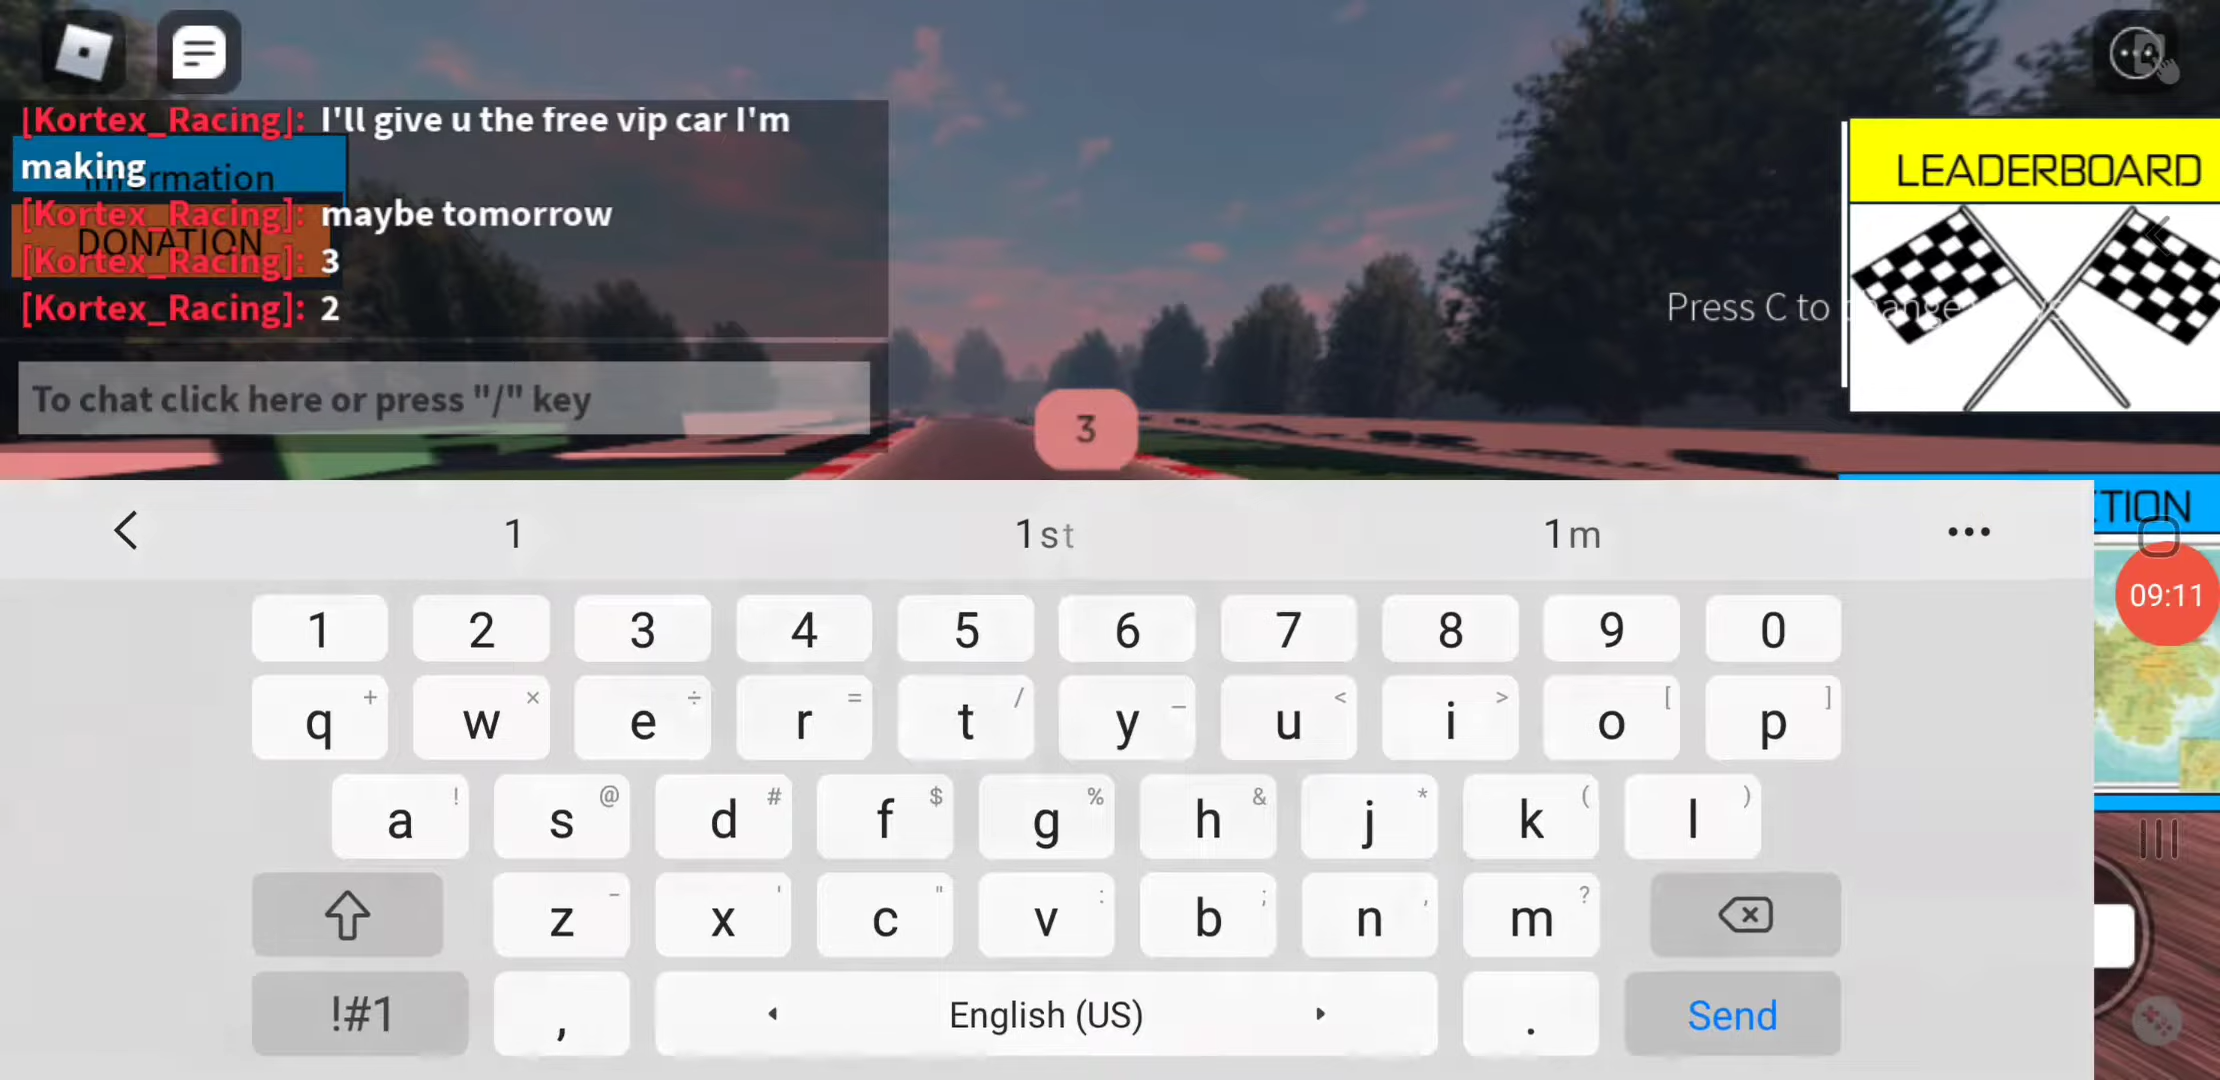 [Kortex_Racing]: I'll give u the free vip car I'm
making
[Kortex_Racing]: maybe tomorrow
DONATION
[Kortex_Racing]: 3
[Kortex_Racing]: 2
To chat click here or press "/" key
LEADERBOARD
Press C to change
3
1 1st 1m •••
1 2 3 4 5 6 7 8 9 0
q + w × e ÷ r = t / y _ u < i > o [ p ]
a ! s @ d # f $ g % h & j * k ( l )
z - x ' c " v : b ; n , m ?
!#1 , English (US) . Send
09:11